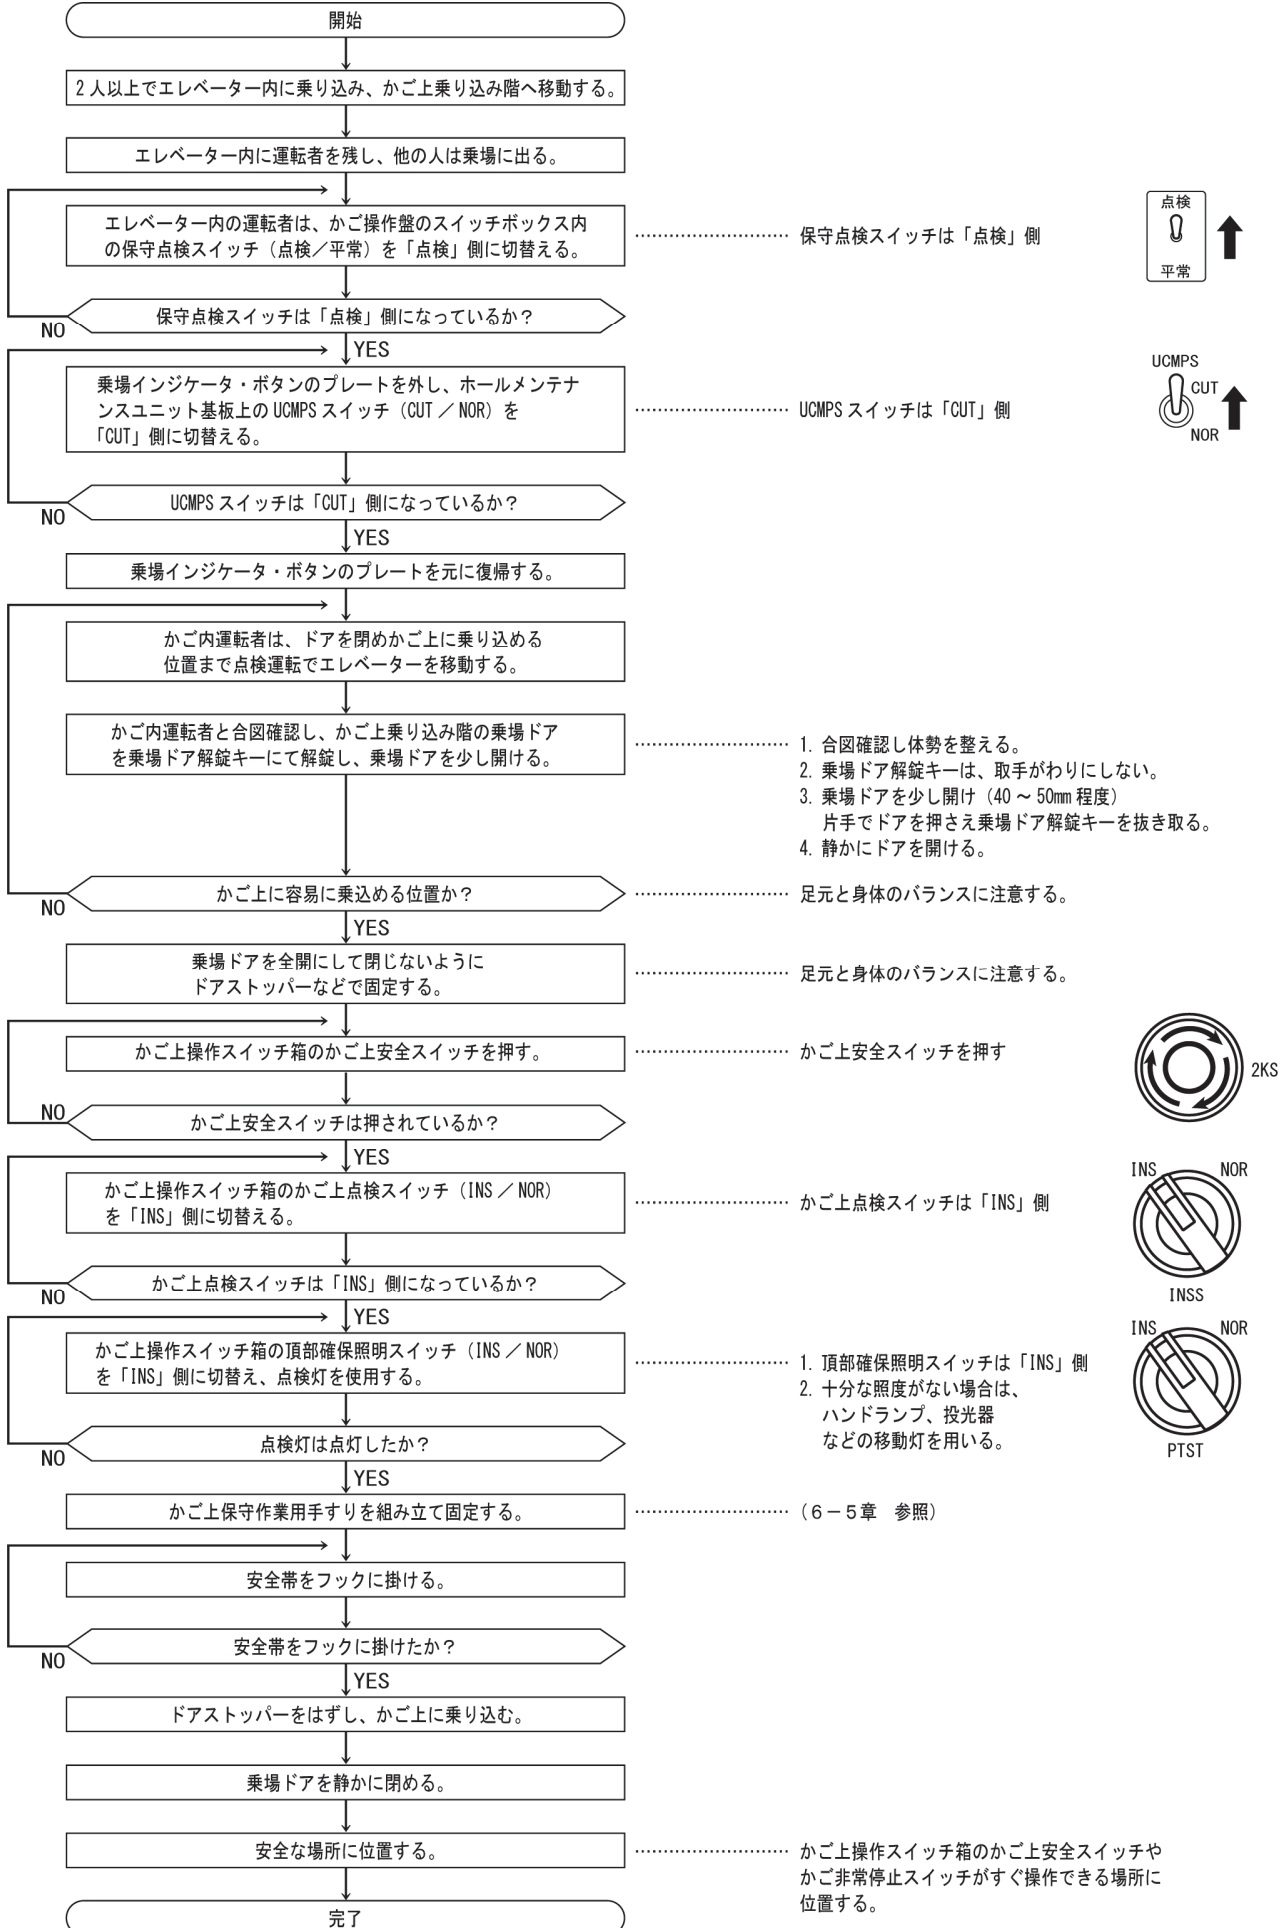 開始
2人以上でエレベーター内に乗り込み、かご上乗り込み階へ移動する。
エレベーター内に運転者を残し、他の人は乗場に出る。
エレベーター内の運転者は、かご操作盤のスイッチボックス内
の保守点検スイッチ（点検／平常）を「点検」側に切替える。
保守点検スイッチは「点検」側
点検
平常
保守点検スイッチは「点検」側になっているか？
NO
YES
乗場インジケータ・ボタンのプレートを外し、ホールメンテナ
ンスユニット基板上のUCMPSスイッチ（CUT／NOR）を
「CUT」側に切替える。
UCMPSスイッチは「CUT」側
UCMPS
CUT
NOR
UCMPSスイッチは「CUT」側になっているか？
NO
YES
乗場インジケータ・ボタンのプレートを元に復帰する。
かご内運転者は、ドアを閉めかご上に乗り込める
位置まで点検運転でエレベーターを移動する。
かご内運転者と合図確認し、かご上乗り込み階の乗場ドア
を乗場ドア解錠キーにて解錠し、乗場ドアを少し開ける。
1. 合図確認し体勢を整える。
2. 乗場ドア解錠キーは、取手がわりにしない。
3. 乗場ドアを少し開け（40～50mm程度）
片手でドアを押さえ乗場ドア解錠キーを抜き取る。
4. 静かにドアを開ける。
かご上に容易に乗込める位置か？
NO
YES
足元と身体のバランスに注意する。
乗場ドアを全開にして閉じないように
ドアストッパーなどで固定する。
足元と身体のバランスに注意する。
かご上操作スイッチ箱のかご上安全スイッチを押す。
かご上安全スイッチを押す
2KS
かご上安全スイッチは押されているか？
NO
YES
かご上操作スイッチ箱のかご上点検スイッチ（INS／NOR）
を「INS」側に切替える。
かご上点検スイッチは「INS」側
INS
NOR
INSS
かご上点検スイッチは「INS」側になっているか？
NO
YES
かご上操作スイッチ箱の頂部確保照明スイッチ（INS／NOR）
を「INS」側に切替え、点検灯を使用する。
1. 頂部確保照明スイッチは「INS」側
2. 十分な照度がない場合は、
ハンドランプ、投光器
などの移動灯を用いる。
INS
NOR
PTST
点検灯は点灯したか？
NO
YES
かご上保守作業用手すりを組み立て固定する。
（６－５章　参照）
安全帯をフックに掛ける。
安全帯をフックに掛けたか？
NO
YES
ドアストッパーをはずし、かご上に乗り込む。
乗場ドアを静かに閉める。
安全な場所に位置する。
かご上操作スイッチ箱のかご上安全スイッチや
かご非常停止スイッチがすぐ操作できる場所に
位置する。
完了